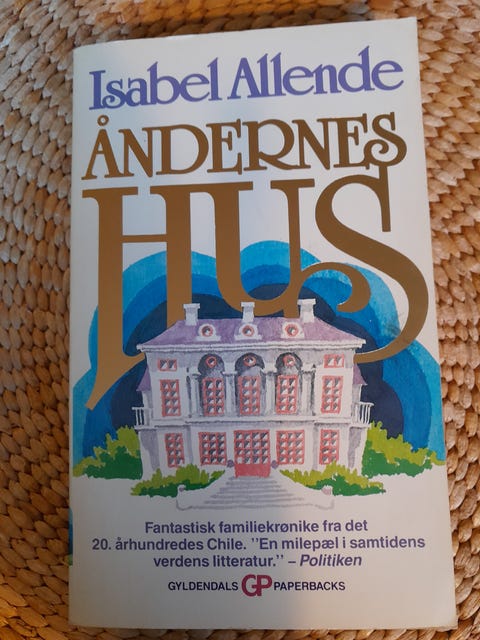 Isabel Allende
ÅNDERNES
HUS
Fantastisk familiekrønike fra det
20. århundredes Chile. "En milepæl i samtidens
verdens litteratur." – Politiken
GYLDENDALS GP PAPERBACKS